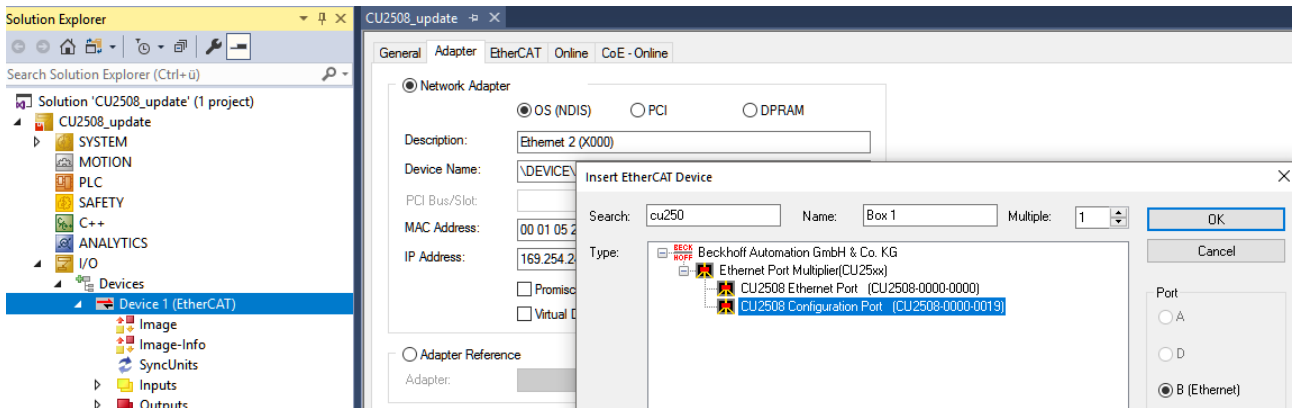 Solution Explorer
Search Solution Explorer (Ctrl+ü)
Solution 'CU2508_update' (1 project)
CU2508_update
SYSTEM
MOTION
PLC
SAFETY
C++
ANALYTICS
I/O
Devices
Device 1 (EtherCAT)
Image
Image-Info
SyncUnits
Inputs
Outputs
CU2508_update
General Adapter EtherCAT Online CoE - Online
Network Adapter
OS (NDIS) PCI DPRAM
Description: Ethernet 2 (X000)
Device Name: \DEVICE\
PCI Bus/Slot:
MAC Address: 00 01 05 2
IP Address: 169.254.2
Promisc
Virtual D
Adapter Reference
Adapter:
Insert EtherCAT Device
Search: cu250 Name: Box 1 Multiple: 1 OK
Type: BECKHOFF Beckhoff Automation GmbH & Co. KG Cancel
Ethernet Port Multiplier(CU25xx)
CU2508 Ethernet Port (CU2508-0000-0000)
CU2508 Configuration Port (CU2508-0000-0019)
Port
A
D
B (Ethernet)